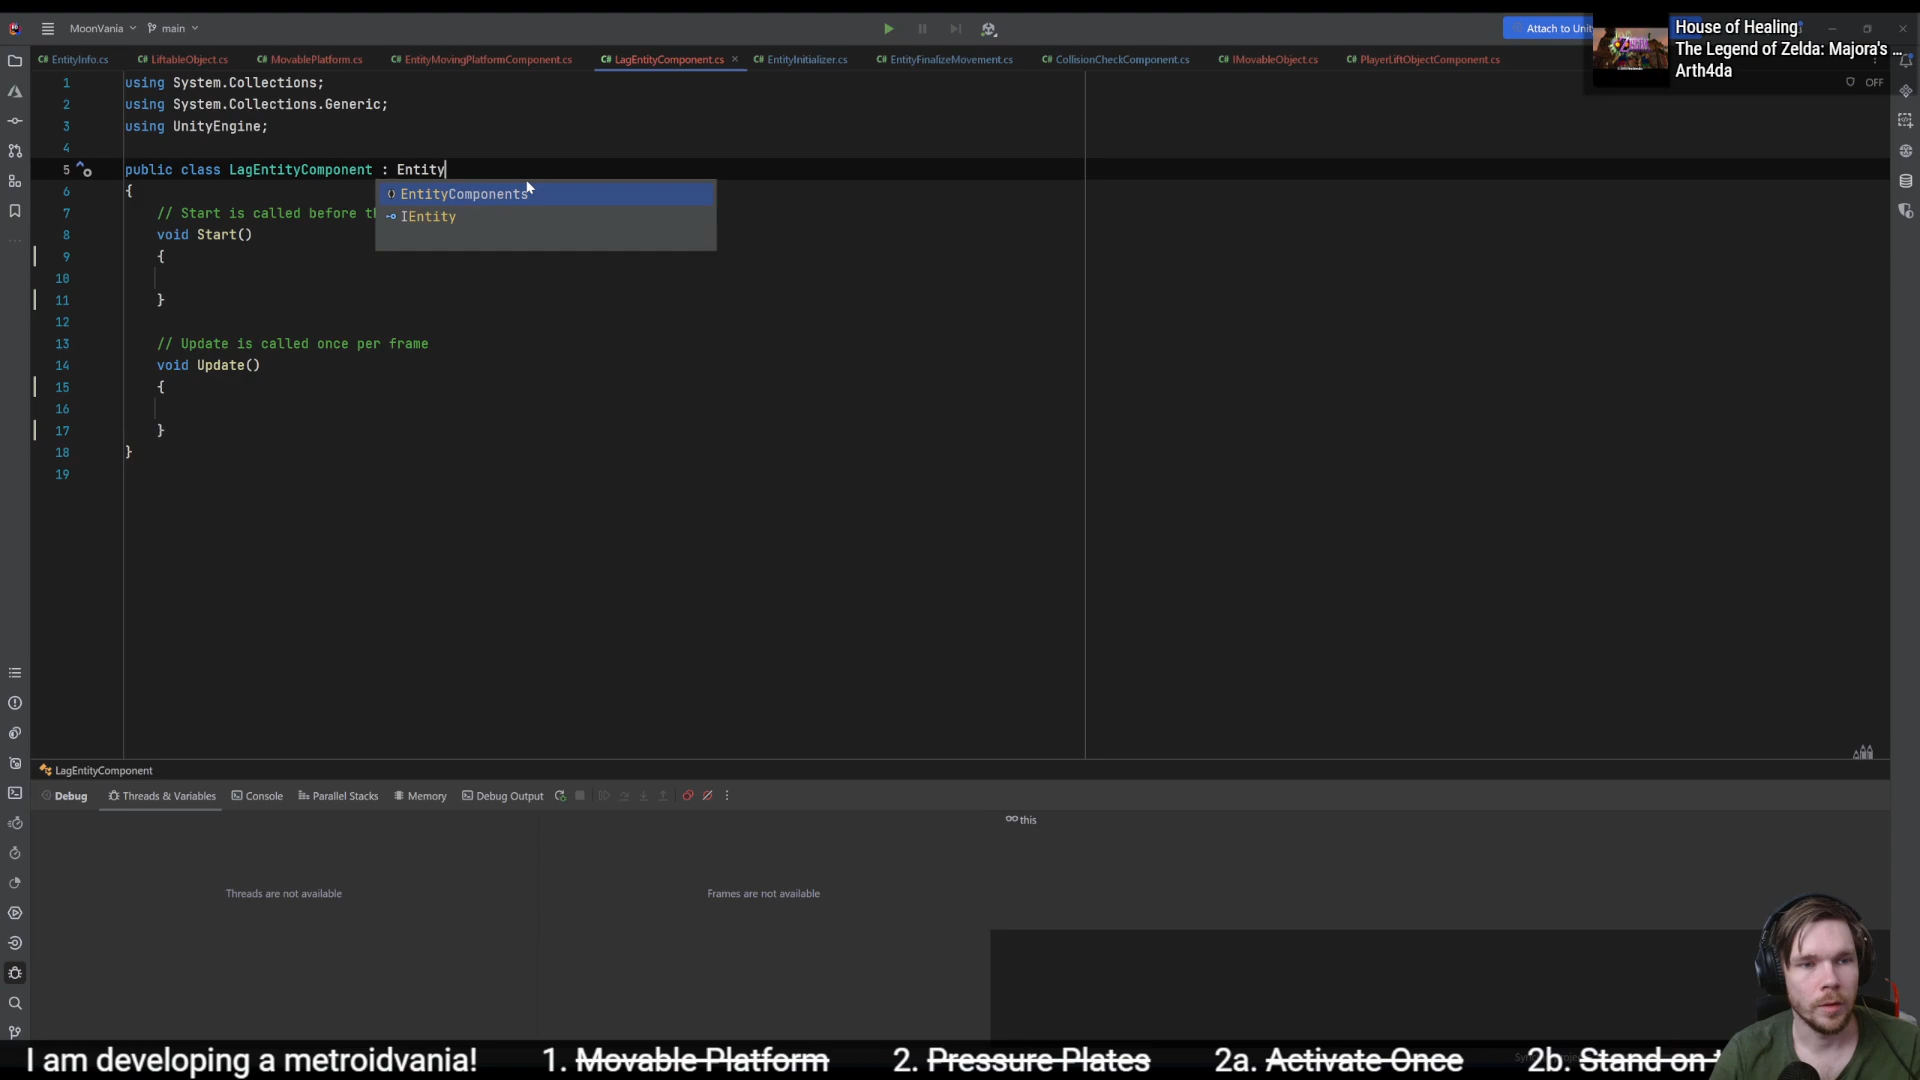 MoonVania
main
Attach to Unit
House of Healing
The Legend of Zelda: Majora's ...
Arth4da
C# EntityInfo.cs
C# LiftableObject.cs
C# MovablePlatform.cs
C# EntityMovingPlatformComponent.cs
C# LagEntityComponent.cs
C# EntityInitializer.cs
C# EntityFinalizeMovement.cs
C# CollisionCheckComponent.cs
C# IMovableObject.cs
C# PlayerLiftObjectComponent.cs
OFF
1 using System.Collections;
2 using System.Collections.Generic;
3 using UnityEngine;
4
5 public class LagEntityComponent : Entity
EntityComponents
IEntity
6 {
7 // Start is called before th
8 void Start()
9 {
10
11 }
12
13 // Update is called once per frame
14 void Update()
15 {
16
17 }
18 }
19
LagEntityComponent
Debug
Threads & Variables
Console
Parallel Stacks
Memory
Debug Output
this
Threads are not available
Frames are not available
I am developing a metroidvania! 1. Movable Platform 2. Pressure Plates 2a. Activate Once 2b. Stand on